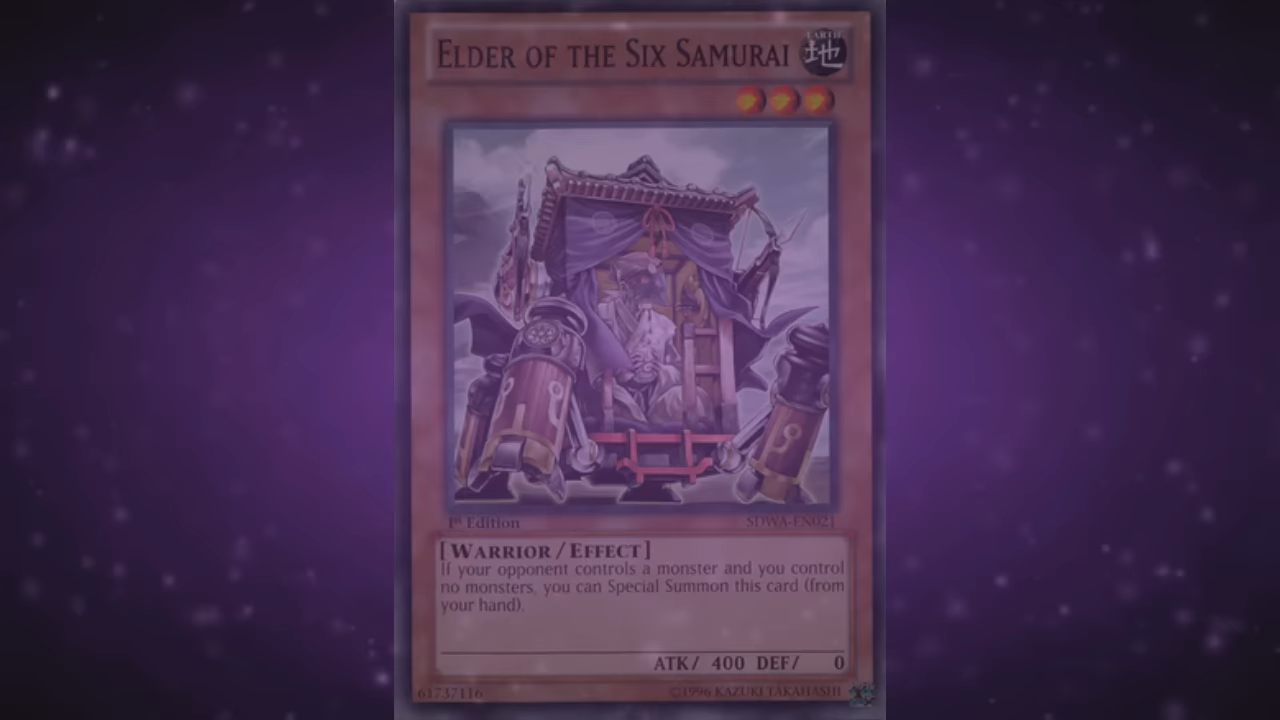 ELDER OF THE SIX SAMURAI
EARTH
地
1st Edition
SDWA-EN021
[WARRIOR/EFFECT]
If your opponent controls a monster and you control
no monsters, you can Special Summon this card (from
your hand).
ATK/ 400 DEF/ 0
61737116
©1996 KAZUKI TAKAHASHI